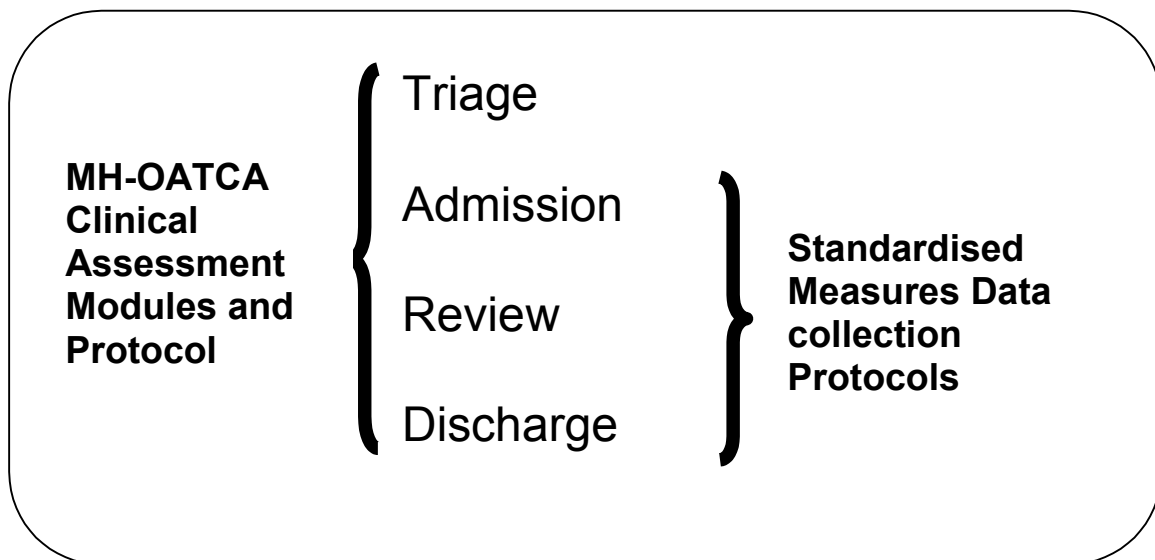 MH-OATCA
Clinical
Assessment
Modules and
Protocol
Triage
Admission
Review
Discharge
Standardised
Measures Data
collection
Protocols